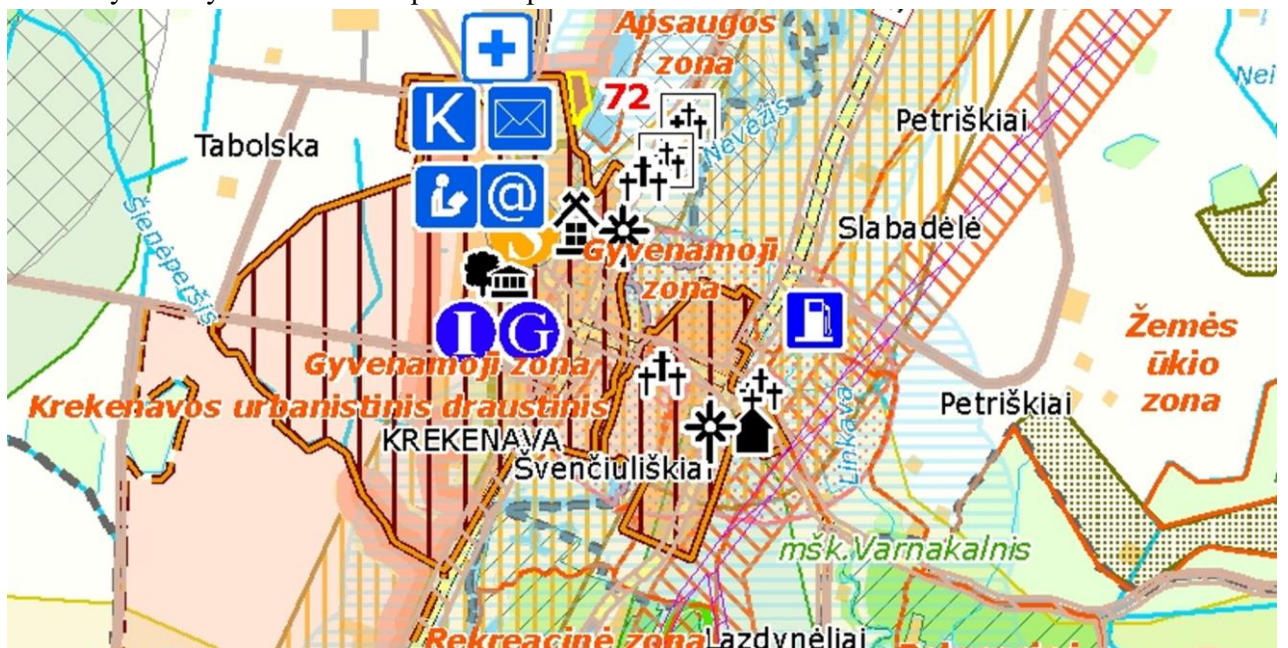 Apsaugos
zona
72
Nevėžis
Petriškiai
Tabolska
K
@
Šienėperšis
S
Slabadėlė
Gyvenamoji
zona
I G
Gyvenamoji zona
Žemės
ūkio
zona
Krekenavos urbanistinis draustinis
Petriškiai
KREKENAVA
Švenčiuliškiai
Linkava
mšk.Varnakalnis
Rekreacinė zona
Lazdynėliai